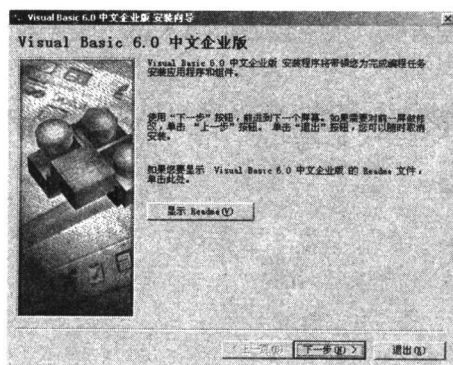 Visual Basic 6.0 中文企业版 安装向导
Visual Basic 6.0 中文企业版
Visual Basic 6.0 中文企业版 安装程序将带领您为完成编程任务
安装应用程序和组件。
使用“下一步”按钮，前进到下一个屏幕。如果需要对前一屏做修
改，单击 “上一步”按钮。 单击“退出”按钮，您可以随时取消
安装。
如果您要显示 Visual Basic 6.0 中文企业版 的 Readme 文件，
单击此处。
显示 Readme(Y)
下一步(N) >
退出(X)